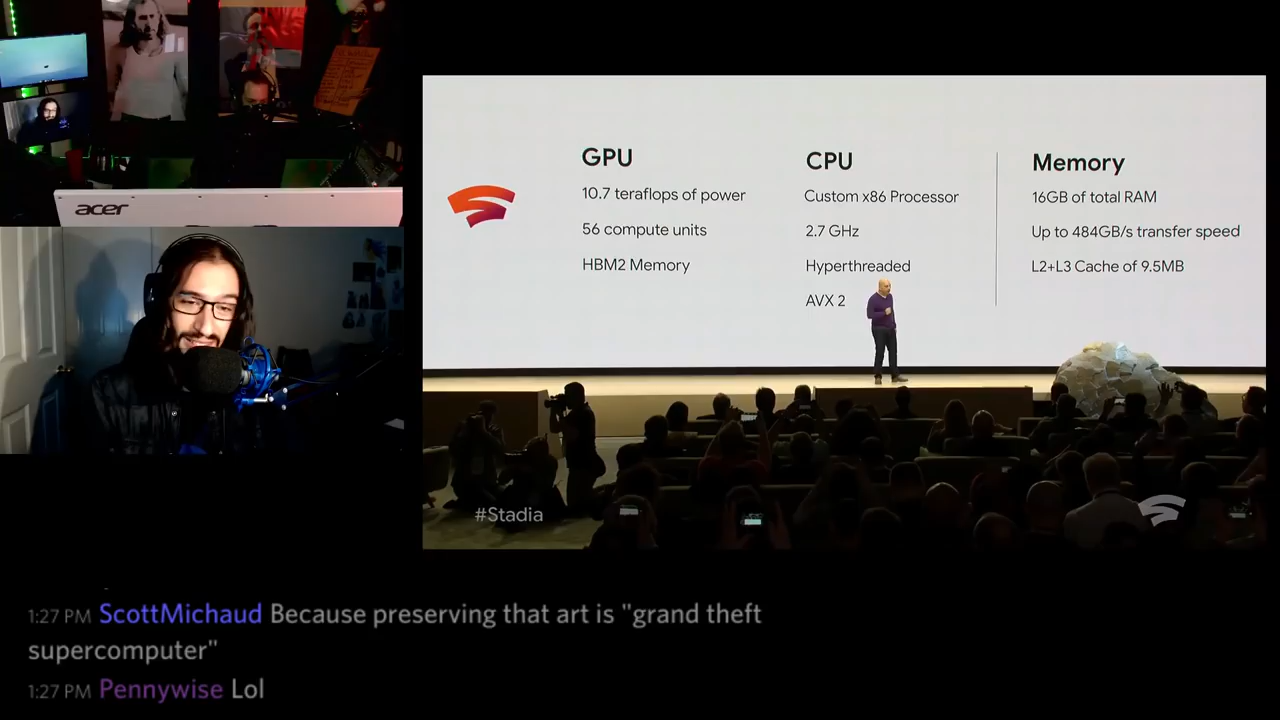 acer
GPU
10.7 teraflops of power
56 compute units
HBM2 Memory
CPU
Custom x86 Processor
2.7 GHz
Hyperthreaded
AVX 2
Memory
16GB of total RAM
Up to 484GB/s transfer speed
L2+L3 Cache of 9.5MB
#Stadia
1:27 PM ScottMichaud Because preserving that art is "grand theft
supercomputer"
1:27 PM Pennywise Lol